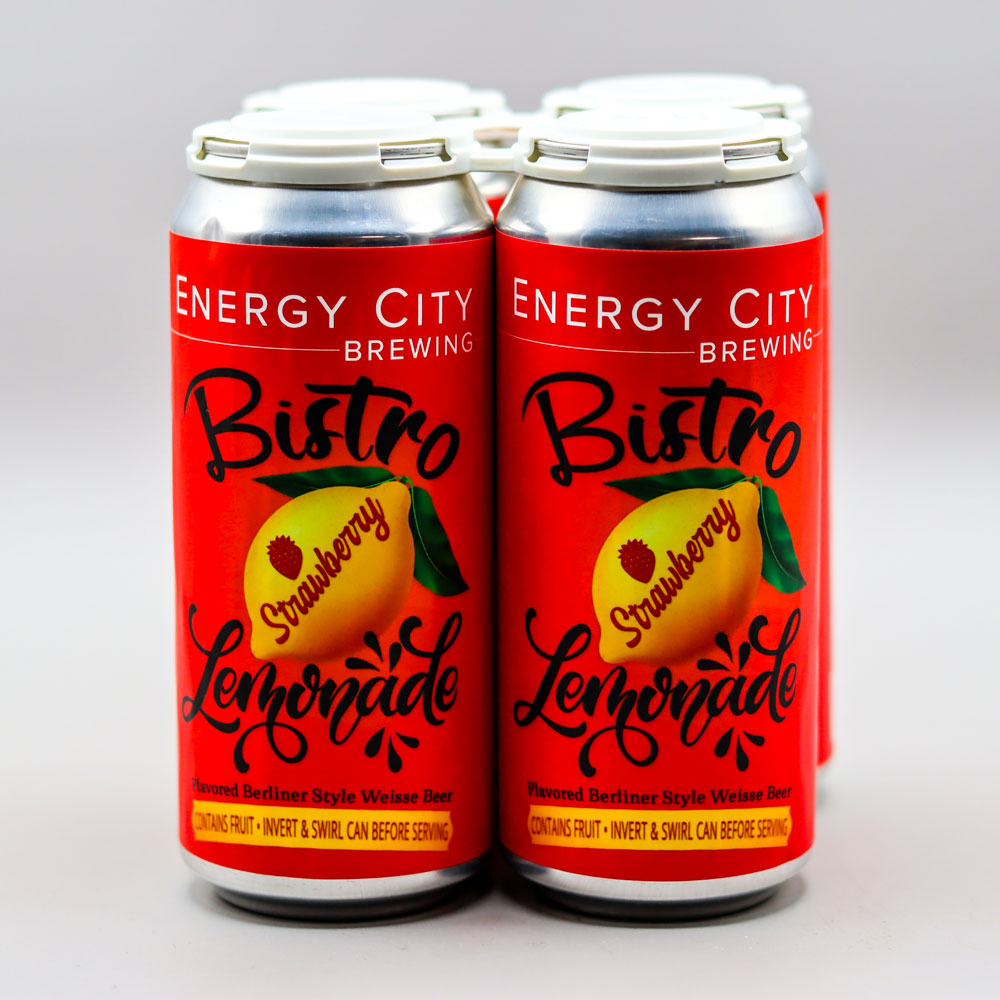 ENERGY CITY
BREWING
Bistro
Strawberry
Lemonade
Flavored Berliner Style Weisse Beer
CONTAINS FRUIT • INVERT & SWIRL CAN BEFORE SERVING
ENERGY CITY
BREWING
Bistro
Strawberry
Lemonade
Flavored Berliner Style Weisse Beer
CONTAINS FRUIT • INVERT & SWIRL CAN BEFORE SERVING